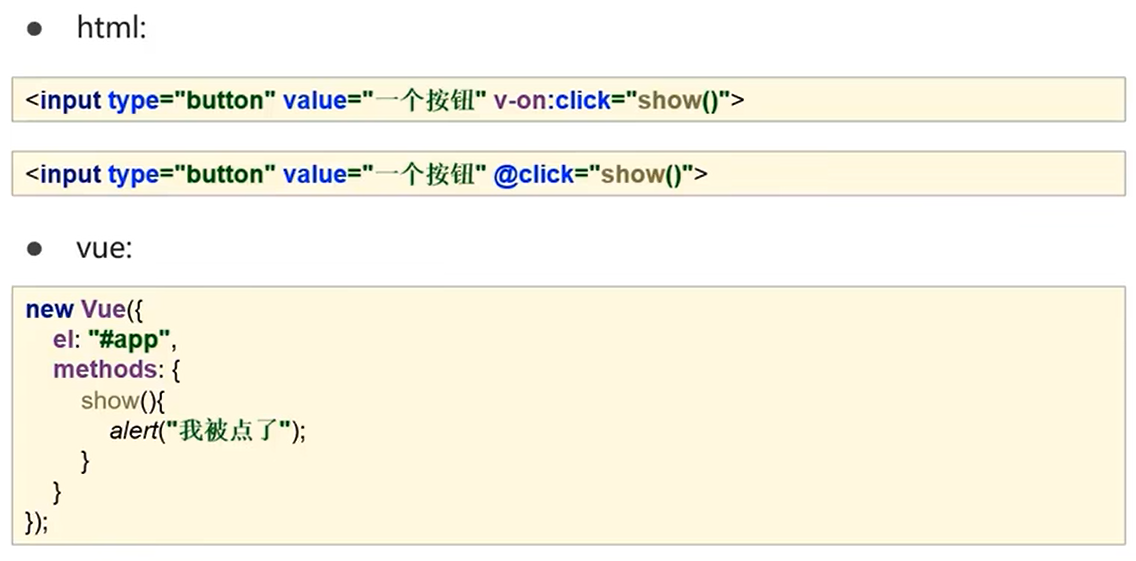 ● html:
<input type="button" value="一个按钮" v-on:click="show()">
<input type="button" value="一个按钮" @click="show()">
● vue:
new Vue({
el: "#app",
methods: {
show(){
alert("我被点了");
}
}
});